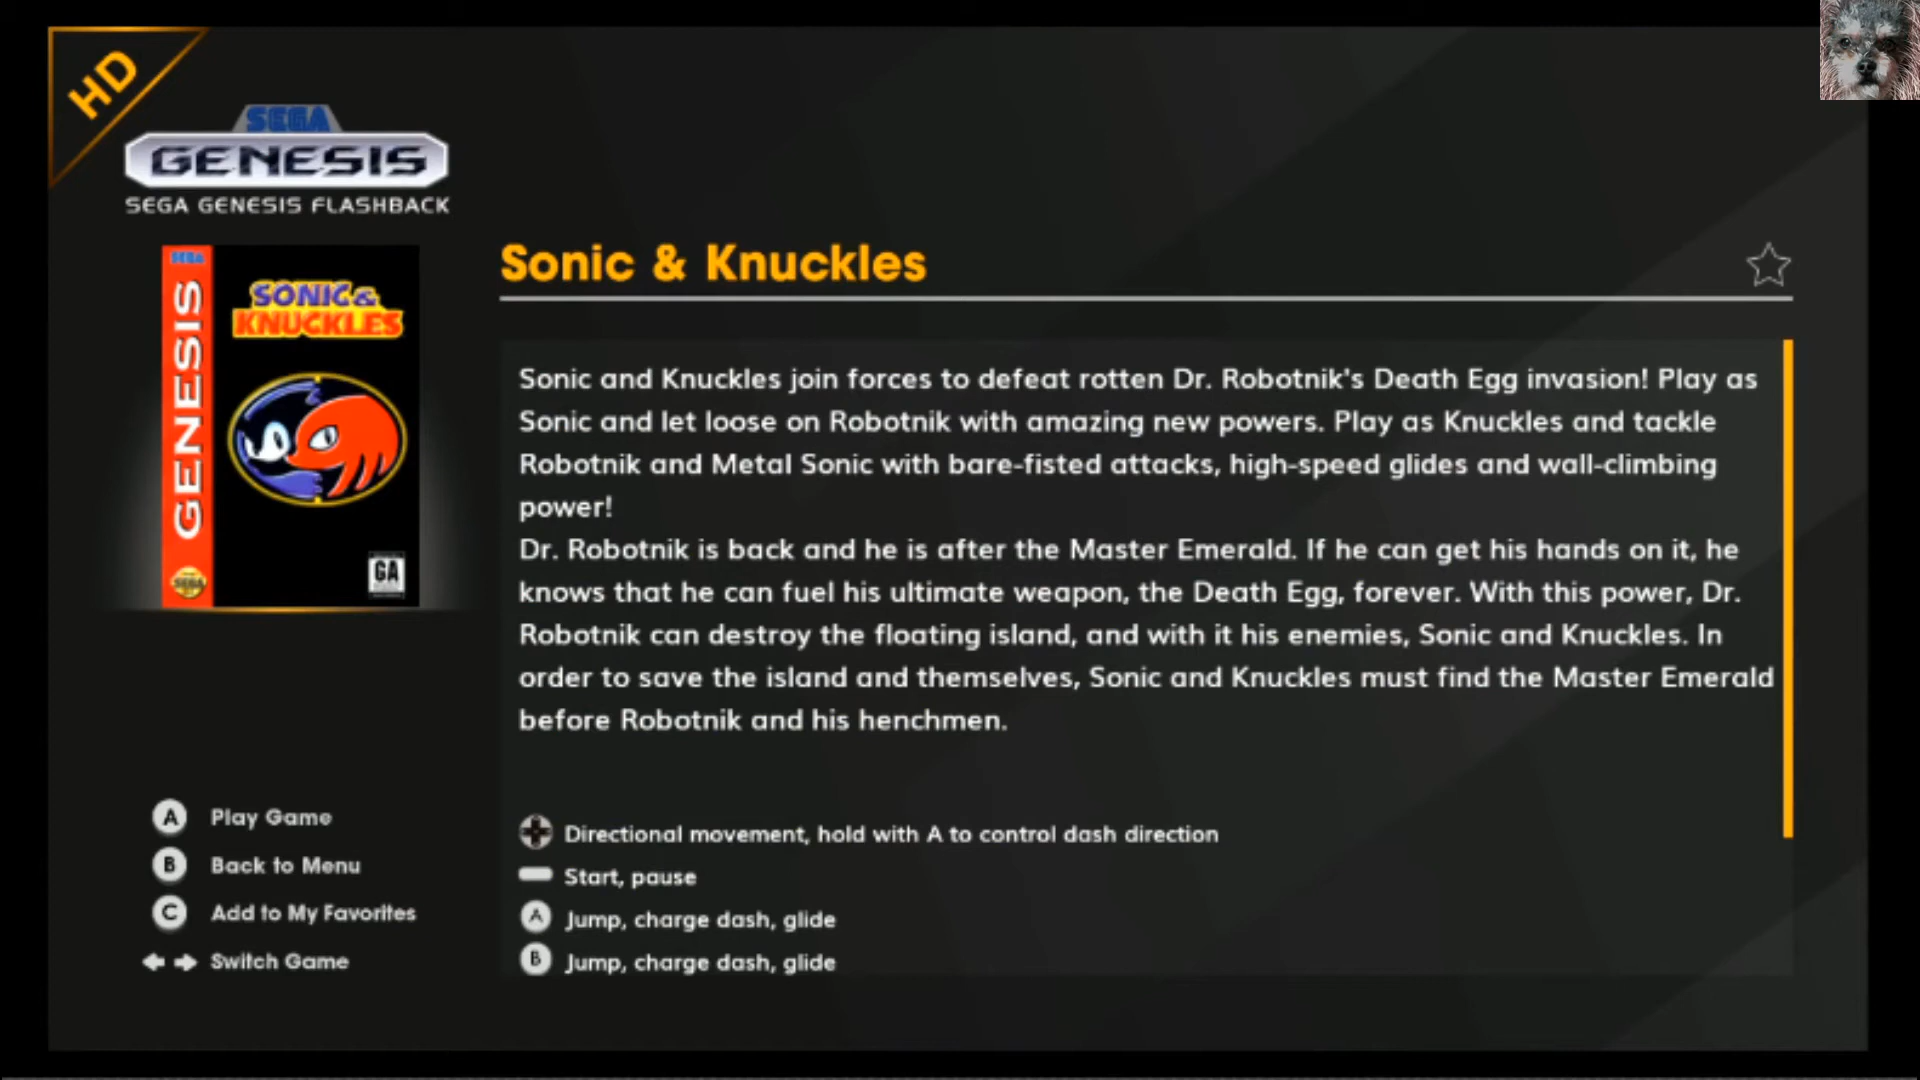 HD
SEGA
GENESIS
SEGA GENESIS FLASHBACK
SEGA
GENESIS
SONIC &
KNUCKLES
GA
SEGA
Sonic & Knuckles
Sonic and Knuckles join forces to defeat rotten Dr. Robotnik's Death Egg invasion! Play as
Sonic and let loose on Robotnik with amazing new powers. Play as Knuckles and tackle
Robotnik and Metal Sonic with bare-fisted attacks, high-speed glides and wall-climbing
power!
Dr. Robotnik is back and he is after the Master Emerald. If he can get his hands on it, he
knows that he can fuel his ultimate weapon, the Death Egg, forever. With this power, Dr.
Robotnik can destroy the floating island, and with it his enemies, Sonic and Knuckles. In
order to save the island and themselves, Sonic and Knuckles must find the Master Emerald
before Robotnik and his henchmen.
A Play Game
B Back to Menu
C Add to My Favorites
Switch Game
Directional movement, hold with A to control dash direction
Start, pause
A Jump, charge dash, glide
B Jump, charge dash, glide